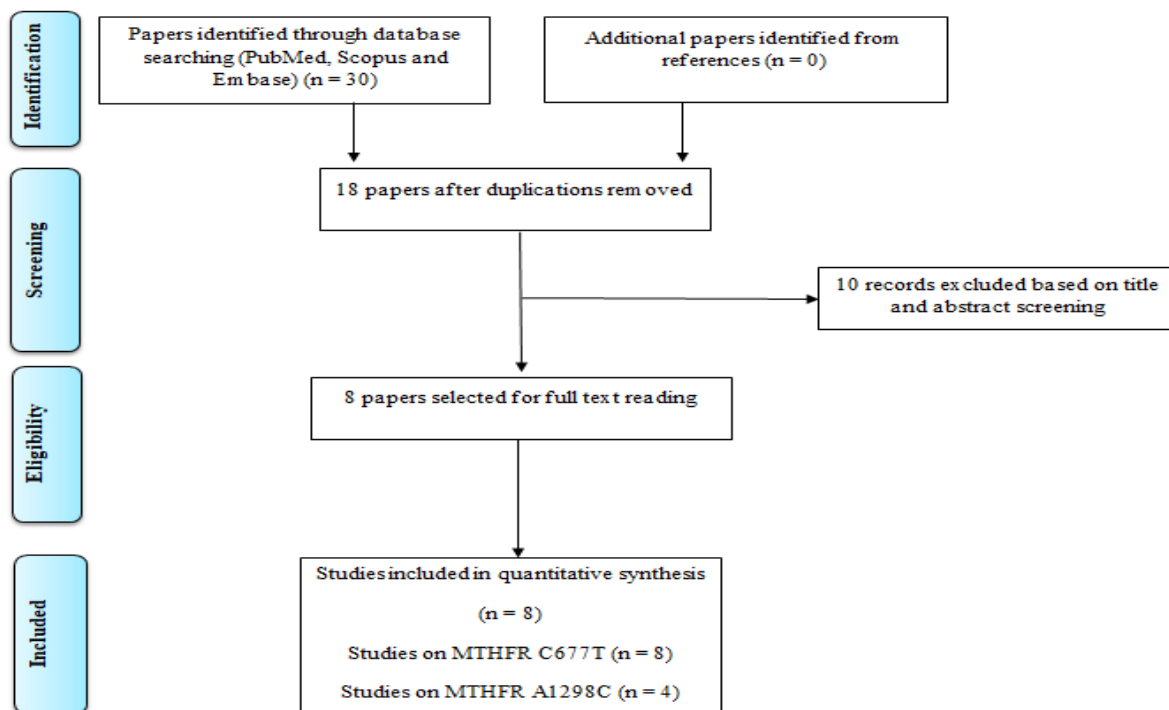 Identification
Papers identified through database
searching (PubMed, Scopus and
Embase) (n = 30)
Additional papers identified from
references (n = 0)
Screening
18 papers after duplications removed
10 records excluded based on title
and abstract screening
Eligibility
8 papers selected for full text reading
Included
Studies included in quantitative synthesis
(n = 8)
Studies on MTHFR C677T (n = 8)
Studies on MTHFR A1298C (n = 4)